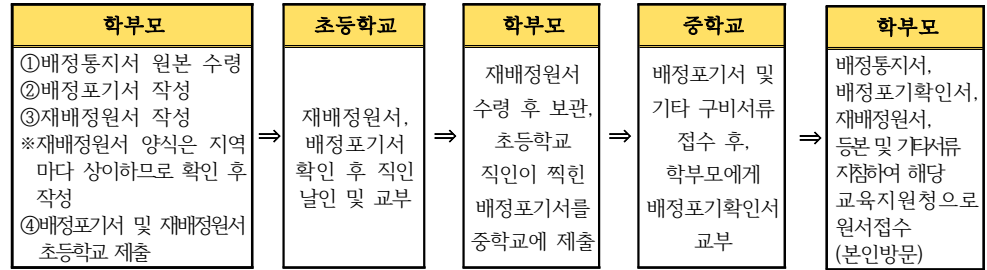 학부모
①배정통지서 원본 수령
②배정포기서 작성
③재배정원서 작성
※재배정원서 양식은 지역
마다 상이하므로 확인 후
작성
④배정포기서 및 재배정원서
초등학교 제출
⇒
초등학교
재배정원서,
배정포기서
확인 후 직인
날인 및 교부
⇒
학부모
재배정원서
수령 후 보관,
초등학교
직인이 찍힌
배정포기서를
중학교에 제출
⇒
중학교
배정포기서 및
기타 구비서류
접수 후,
학부모에게
배정포기확인서
교부
⇒
학부모
배정통지서,
배정포기확인서,
재배정원서,
등본 및 기타서류
지참하여 해당
교육지원청으로
원서접수
(본인방문)